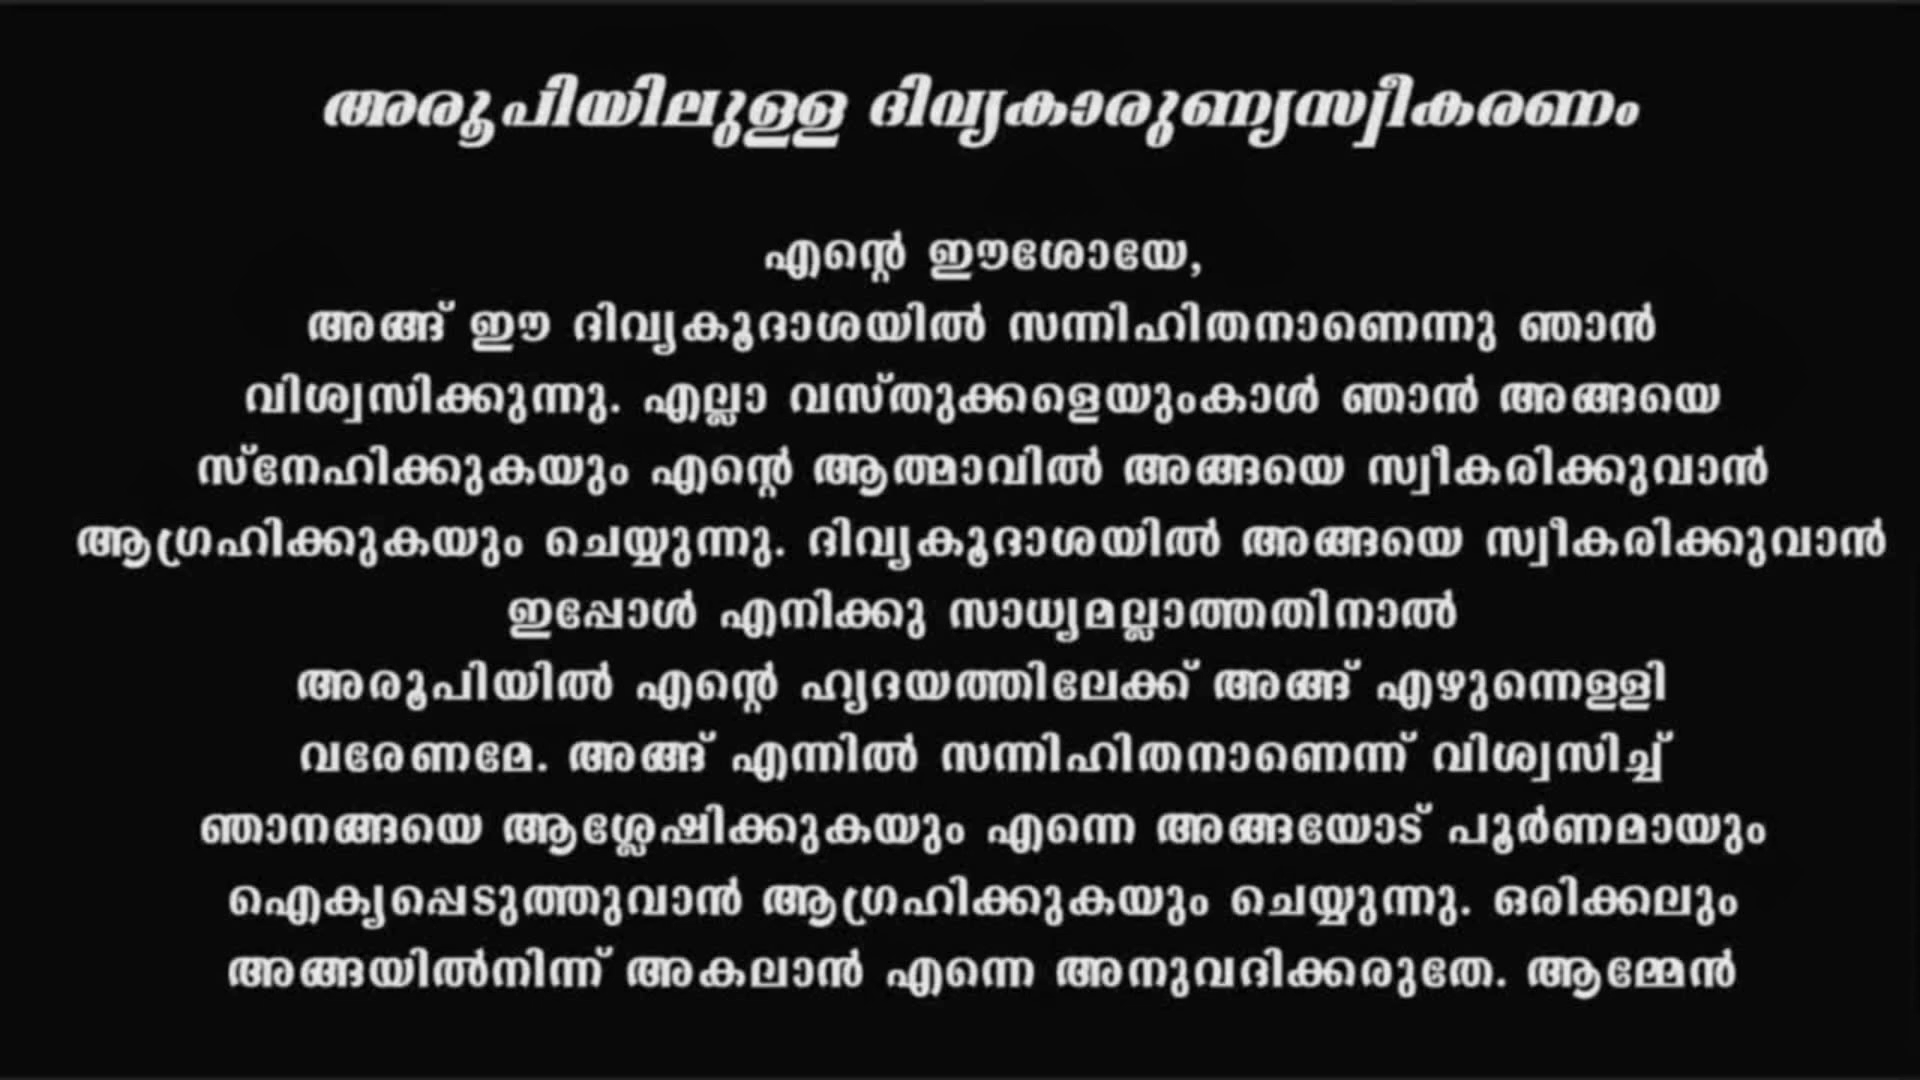 അരൂപിയിലുള്ള ദിവ്യകാരുണ്യസ്വീകരണം
എന്റെ ഈശോയേ,
അങ്ങ് ഈ ദിവ്യകൂദാശയിൽ സന്നിഹിതനാണെന്നു ഞാൻ
വിശ്വസിക്കുന്നു. എല്ലാ വസ്തുക്കളെയുംകാൾ ഞാൻ അങ്ങയെ
സ്നേഹിക്കുകയും എന്റെ ആത്മാവിൽ അങ്ങയെ സ്വീകരിക്കുവാൻ
ആഗ്രഹിക്കുകയും ചെയ്യുന്നു. ദിവ്യകൂദാശയിൽ അങ്ങയെ സ്വീകരിക്കുവാൻ
ഇപ്പോൾ എനിക്കു സാധ്യമല്ലാത്തതിനാൽ
അരൂപിയിൽ എന്റെ ഹൃദയത്തിലേക്ക് അങ്ങ് എഴുന്നെള്ളി
വരേണമേ. അങ്ങ് എന്നിൽ സന്നിഹിതനാണെന്ന് വിശ്വസിച്ച്
ഞാനങ്ങയെ ആശ്ലേഷിക്കുകയും എന്നെ അങ്ങയോട് പൂർണമായും
ഐക്യപ്പെടുത്തുവാൻ ആഗ്രഹിക്കുകയും ചെയ്യുന്നു. ഒരിക്കലും
അങ്ങയിൽനിന്ന് അകലാൻ എന്നെ അനുവദിക്കരുതേ. ആമ്മേൻ